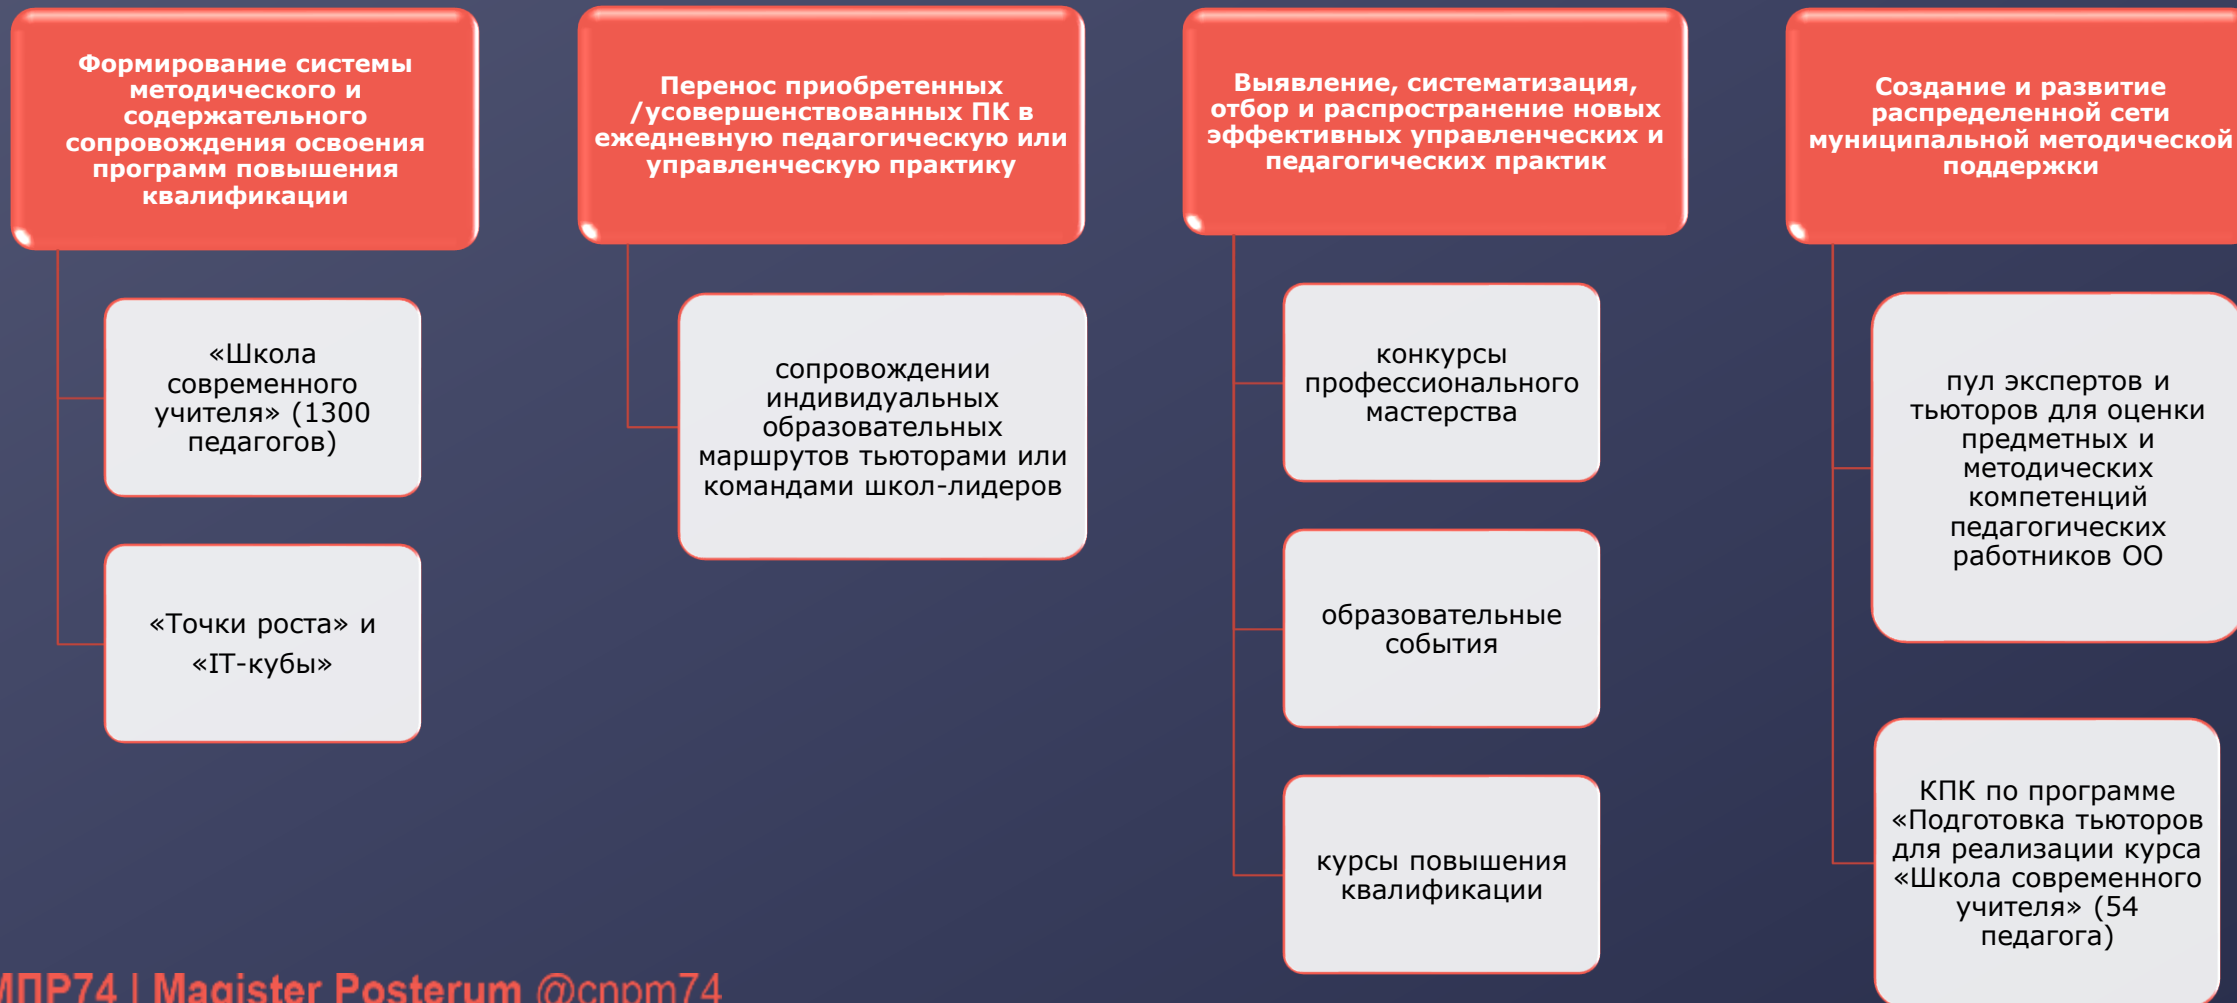 Формирование системы
методического и
содержательного
сопровождения освоения
программ повышения
квалификации
«Школа
современного
учителя» (1300
педагогов)
«Точки роста» и
«IT-кубы»
Перенос приобретенных
/усовершенствованных ПК в
ежедневную педагогическую или
управленческую практику
сопровождении
индивидуальных
образовательных
маршрутов тьюторами или
командами школ-лидеров
Выявление, систематизация,
отбор и распространение новых
эффективных управленческих и
педагогических практик
конкурсы
профессионального
мастерства
образовательные
события
курсы повышения
квалификации
Создание и развитие
распределенной сети
муниципальной методической
поддержки
пул экспертов и
тьюторов для оценки
предметных и
методических
компетенций
педагогических
работников ОО
КПК по программе
«Подготовка тьюторов
для реализации курса
«Школа современного
учителя» (54
педагога)
МПР74 | Magister Posterum @cnpm74